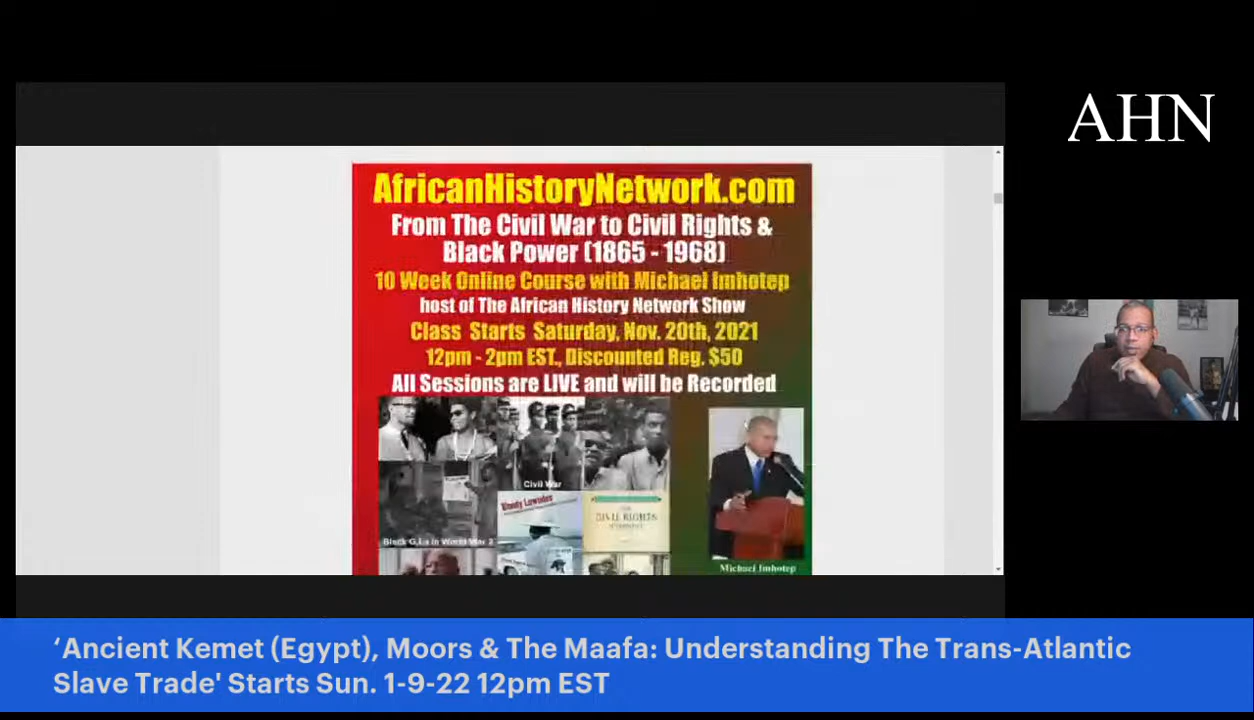 AHN
AfricanHistoryNetwork.com
From The Civil War to Civil Rights &
Black Power (1865 - 1968)
10 Week Online Course with Michael Imhotep
host of The African History Network Show
Class Starts Saturday, Nov. 20th, 2021
12pm - 2pm EST., Discounted Reg. $50
All Sessions are LIVE and will be Recorded
Civil War
Bloody Lowndes
CIVIL RIGHTS
Black G.I.s in World War 2
Michael Imhotep
‘Ancient Kemet (Egypt), Moors & The Maafa: Understanding The Trans-Atlantic
Slave Trade' Starts Sun. 1-9-22 12pm EST